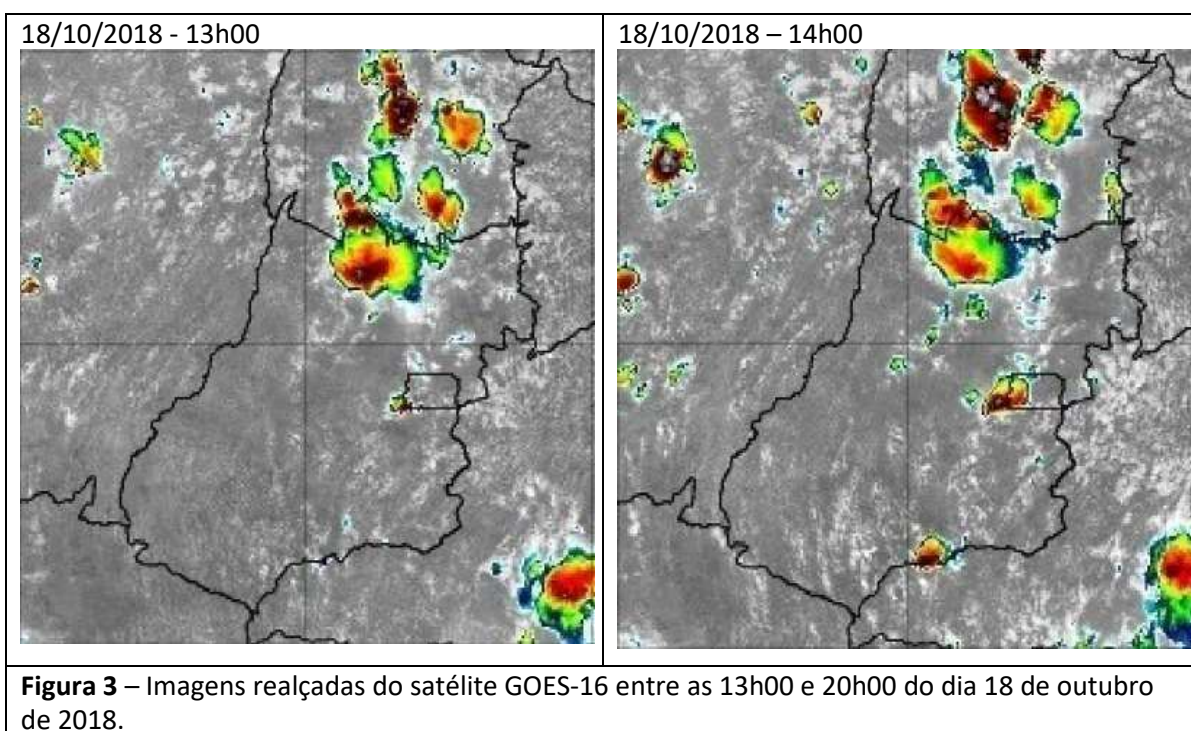 18/10/2018 - 13h00
18/10/2018 – 14h00
Figura 3 – Imagens realçadas do satélite GOES-16 entre as 13h00 e 20h00 do dia 18 de outubro
de 2018.